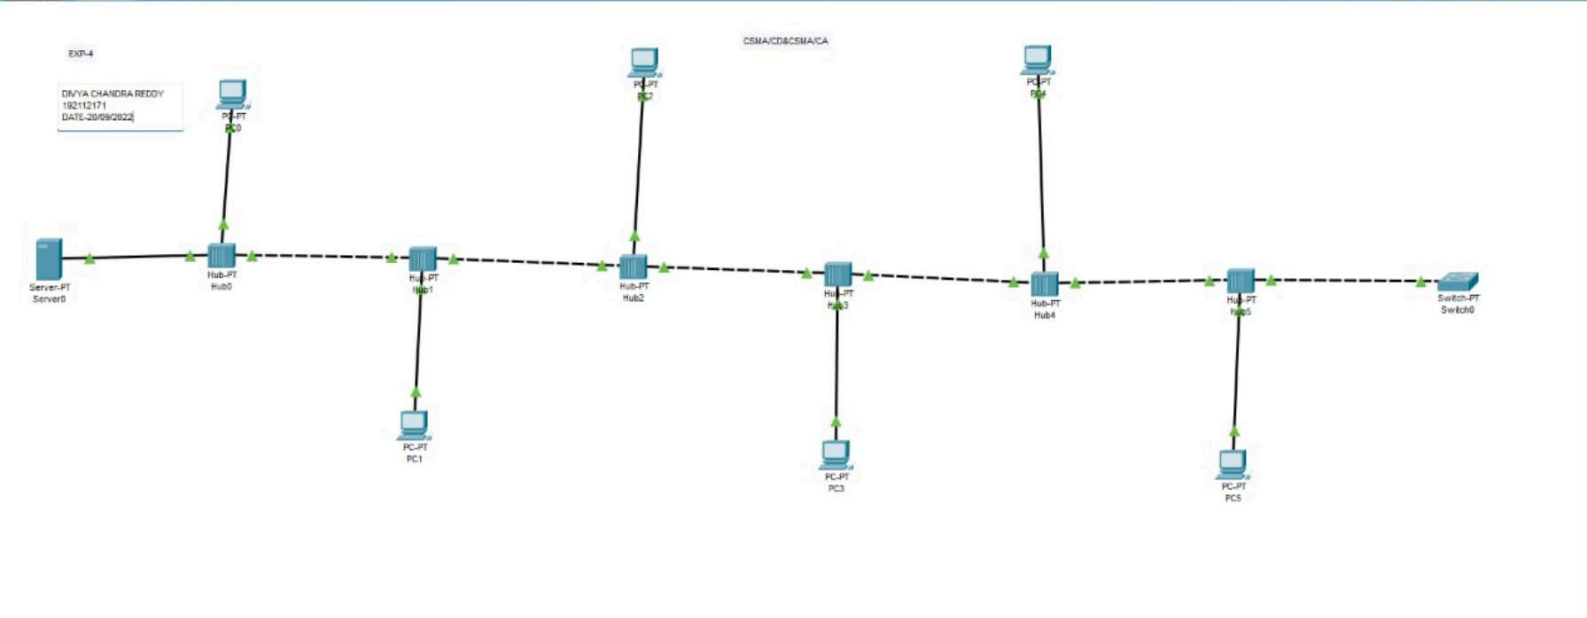 EXP-4
CSMA/CD&CSMA/CA
DIVYA CHANDRA REDDY
192112171
DATE-20/09/2022
PC-PT
PC0
PC-PT
PC2
PC-PT
PC4
Server-PT
Server0
Hub-PT
Hub0
Hub-PT
Hub1
Hub-PT
Hub2
Hub-PT
Hub3
Hub-PT
Hub4
Hub-PT
Hub5
Switch-PT
Switch0
PC-PT
PC1
PC-PT
PC3
PC-PT
PC5